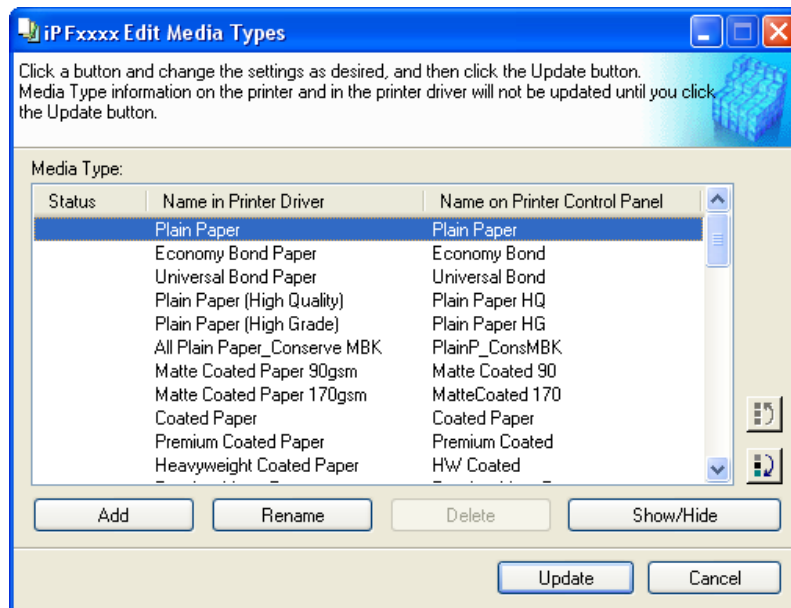 iPFxxxx Edit Media Types
Click a button and change the settings as desired, and then click the Update button.
Media Type information on the printer and in the printer driver will not be updated until you click
the Update button.
Media Type:
Status Name in Printer Driver Name on Printer Control Panel
Plain Paper Plain Paper
Economy Bond Paper Economy Bond
Universal Bond Paper Universal Bond
Plain Paper (High Quality) Plain Paper HQ
Plain Paper (High Grade) Plain Paper HG
All Plain Paper_Conserve MBK PlainP_ConsMBK
Matte Coated Paper 90gsm Matte Coated 90
Matte Coated Paper 170gsm MatteCoated 170
Coated Paper Coated Paper
Premium Coated Paper Premium Coated
Heavyweight Coated Paper HW Coated
Add Rename Delete Show/Hide
Update Cancel